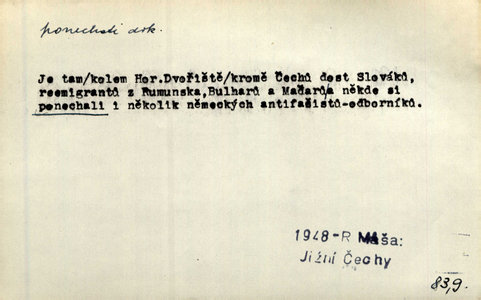 ponechati dok.
Je tam/kolem Hor.Dvořiště/kromě Čechů dost Slováků,
reemigrantů z Rumunska,Bulharů a Maďarů,a někde si
ponechali i několik německých antifašistů-odborníků.
1948-R Máša:
Jižní Čechy
83,9.